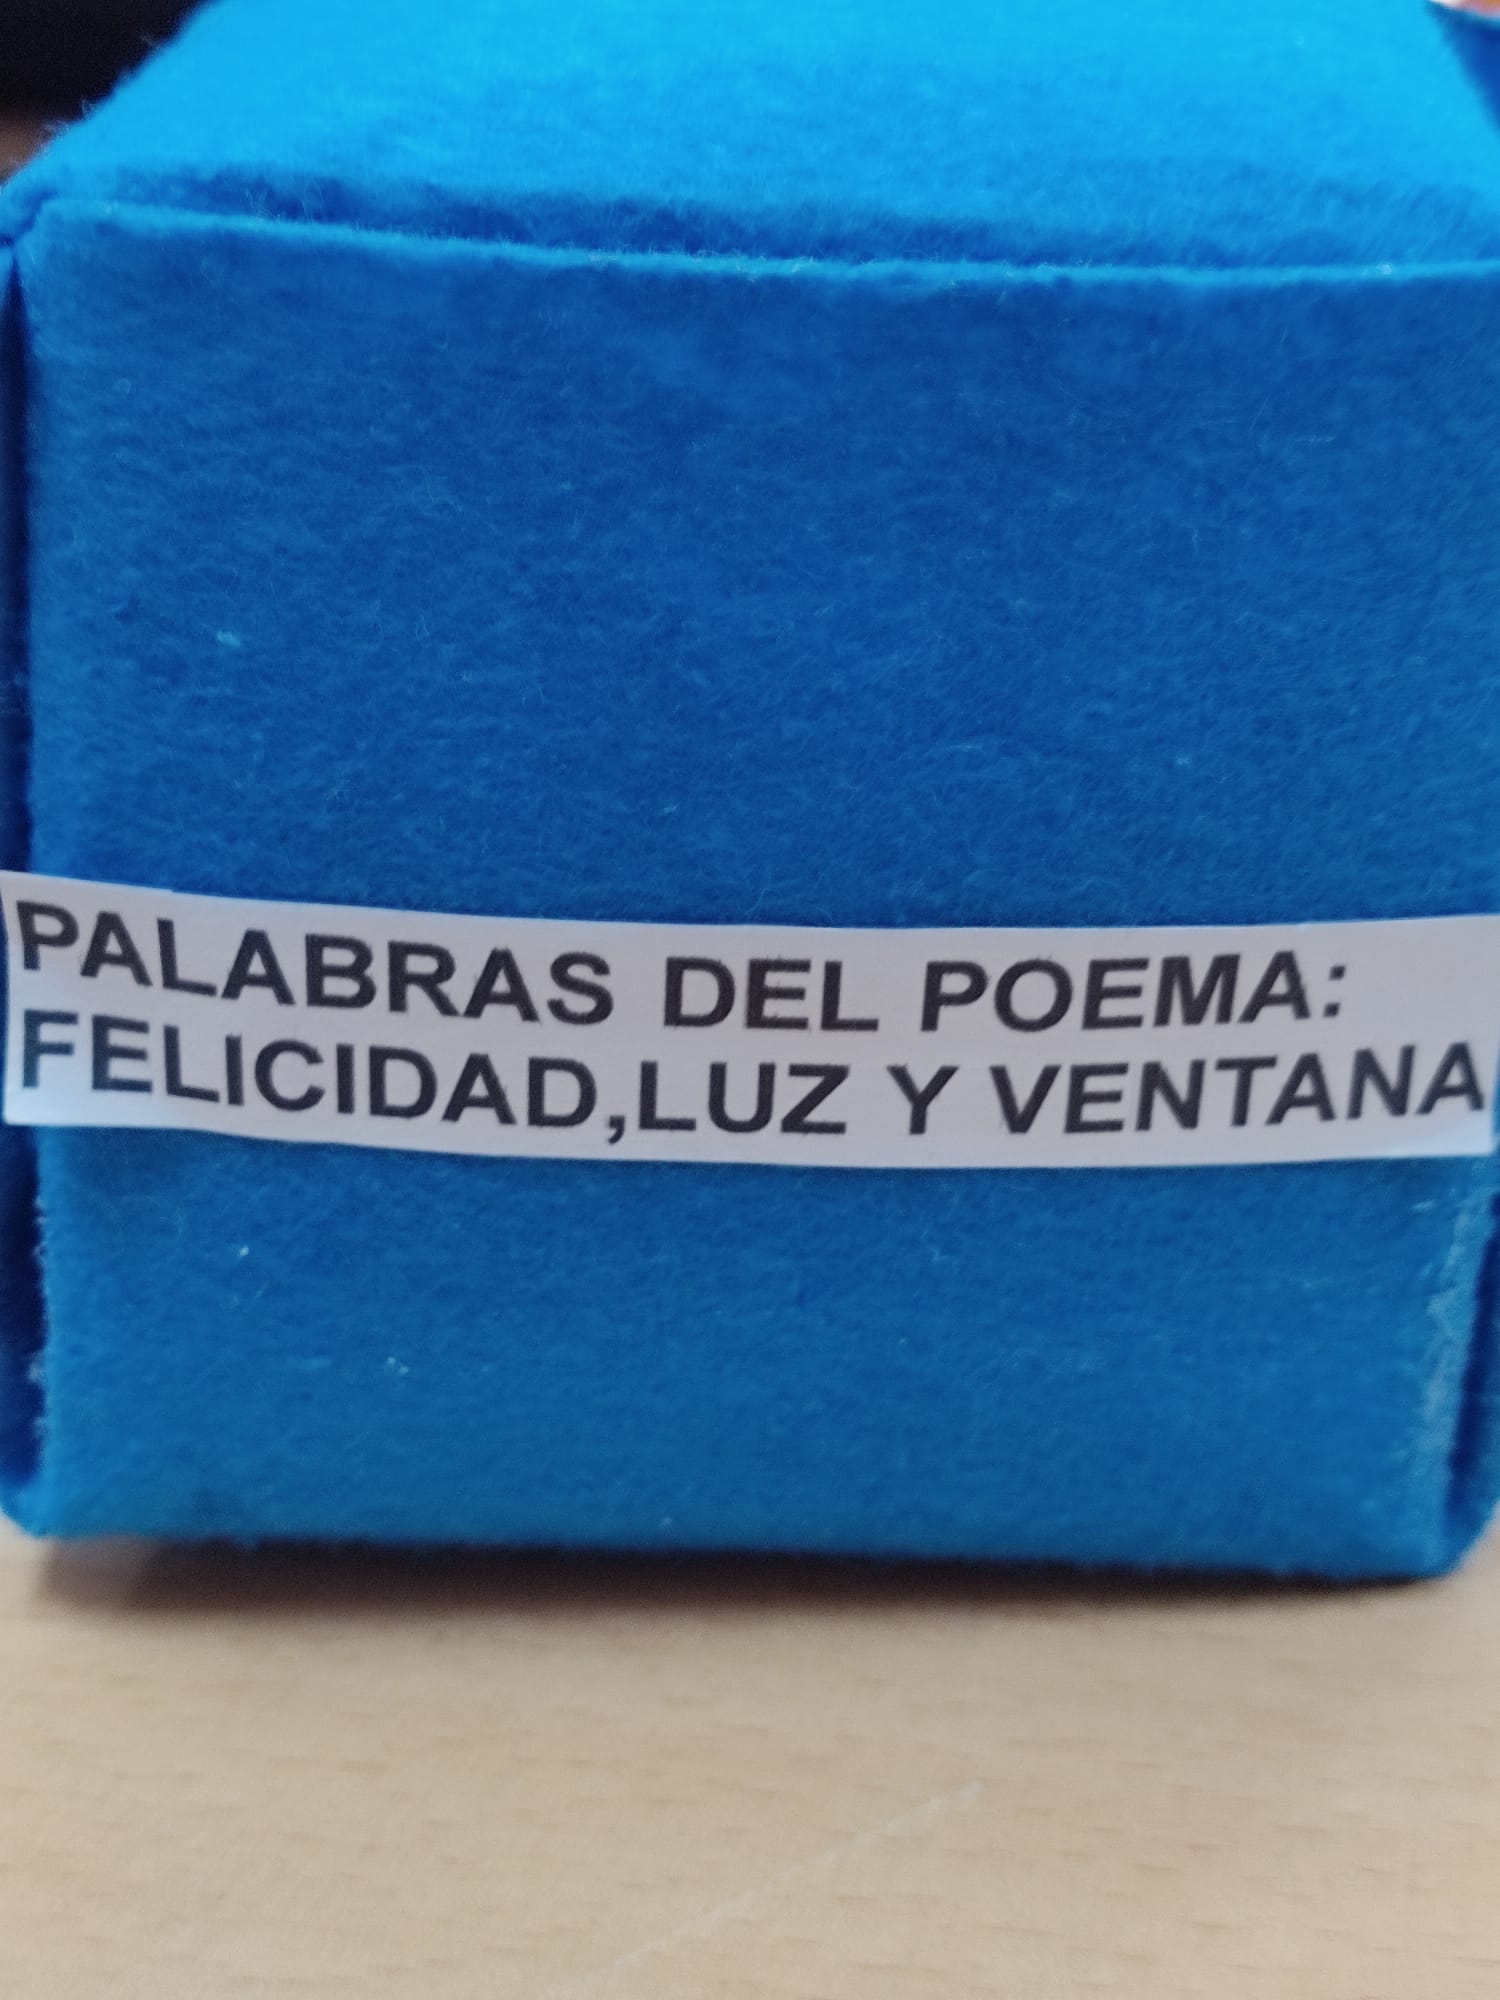 PALABRAS DEL POEMA:
FELICIDAD,LUZ Y VENTANA